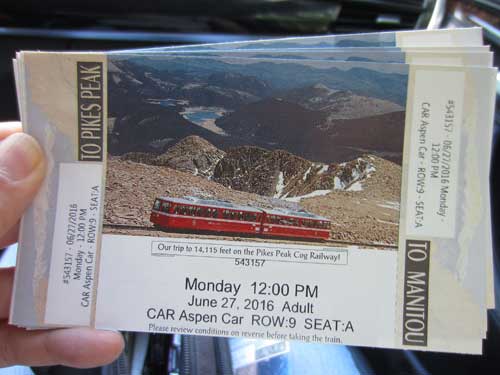 TO PIKES PEAK
#543157 - 06/27/2016
Monday - 12:00 PM
CAR Aspen Car - ROW:9 - SEAT:A
Our trip to 14,115 feet on the Pikes Peak Cog Railway!
543157
Monday 12:00 PM
June 27, 2016 Adult
CAR Aspen Car ROW:9 SEAT:A
Please review conditions on reverse before taking the train.
#543157 - 06/27/2016 Monday -
12:00 PM
CAR Aspen Car - ROW:9 - SEAT:A
TO MANITOU